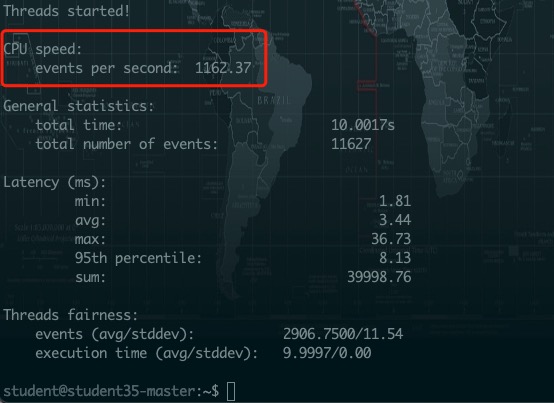 Threads started!
CPU speed:
events per second: 1162.37
General statistics:
total time: 10.0017s
total number of events: 11627
Latency (ms):
min: 1.81
avg: 3.44
max: 36.73
95th percentile: 8.13
sum: 39998.76
Threads fairness:
events (avg/stddev): 2906.7500/11.54
execution time (avg/stddev): 9.9997/0.00
student@student35-master:~$
BRAZIL